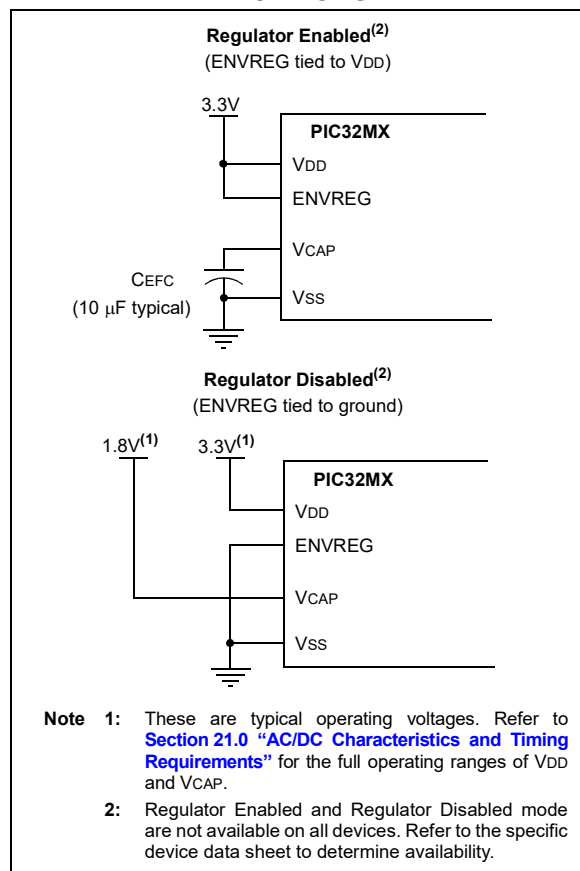 Regulator Enabled(2)
(ENVREG tied to VDD)
3.3V
PIC32MX
VDD
ENVREG
VCAP
CEFC
(10 μF typical)
VSS
Regulator Disabled(2)
(ENVREG tied to ground)
1.8V(1) 3.3V(1)
PIC32MX
VDD
ENVREG
VCAP
VSS
Note 1: These are typical operating voltages. Refer to
Section 21.0 “AC/DC Characteristics and Timing
Requirements” for the full operating ranges of VDD
and VCAP.
2: Regulator Enabled and Regulator Disabled mode
are not available on all devices. Refer to the specific
device data sheet to determine availability.